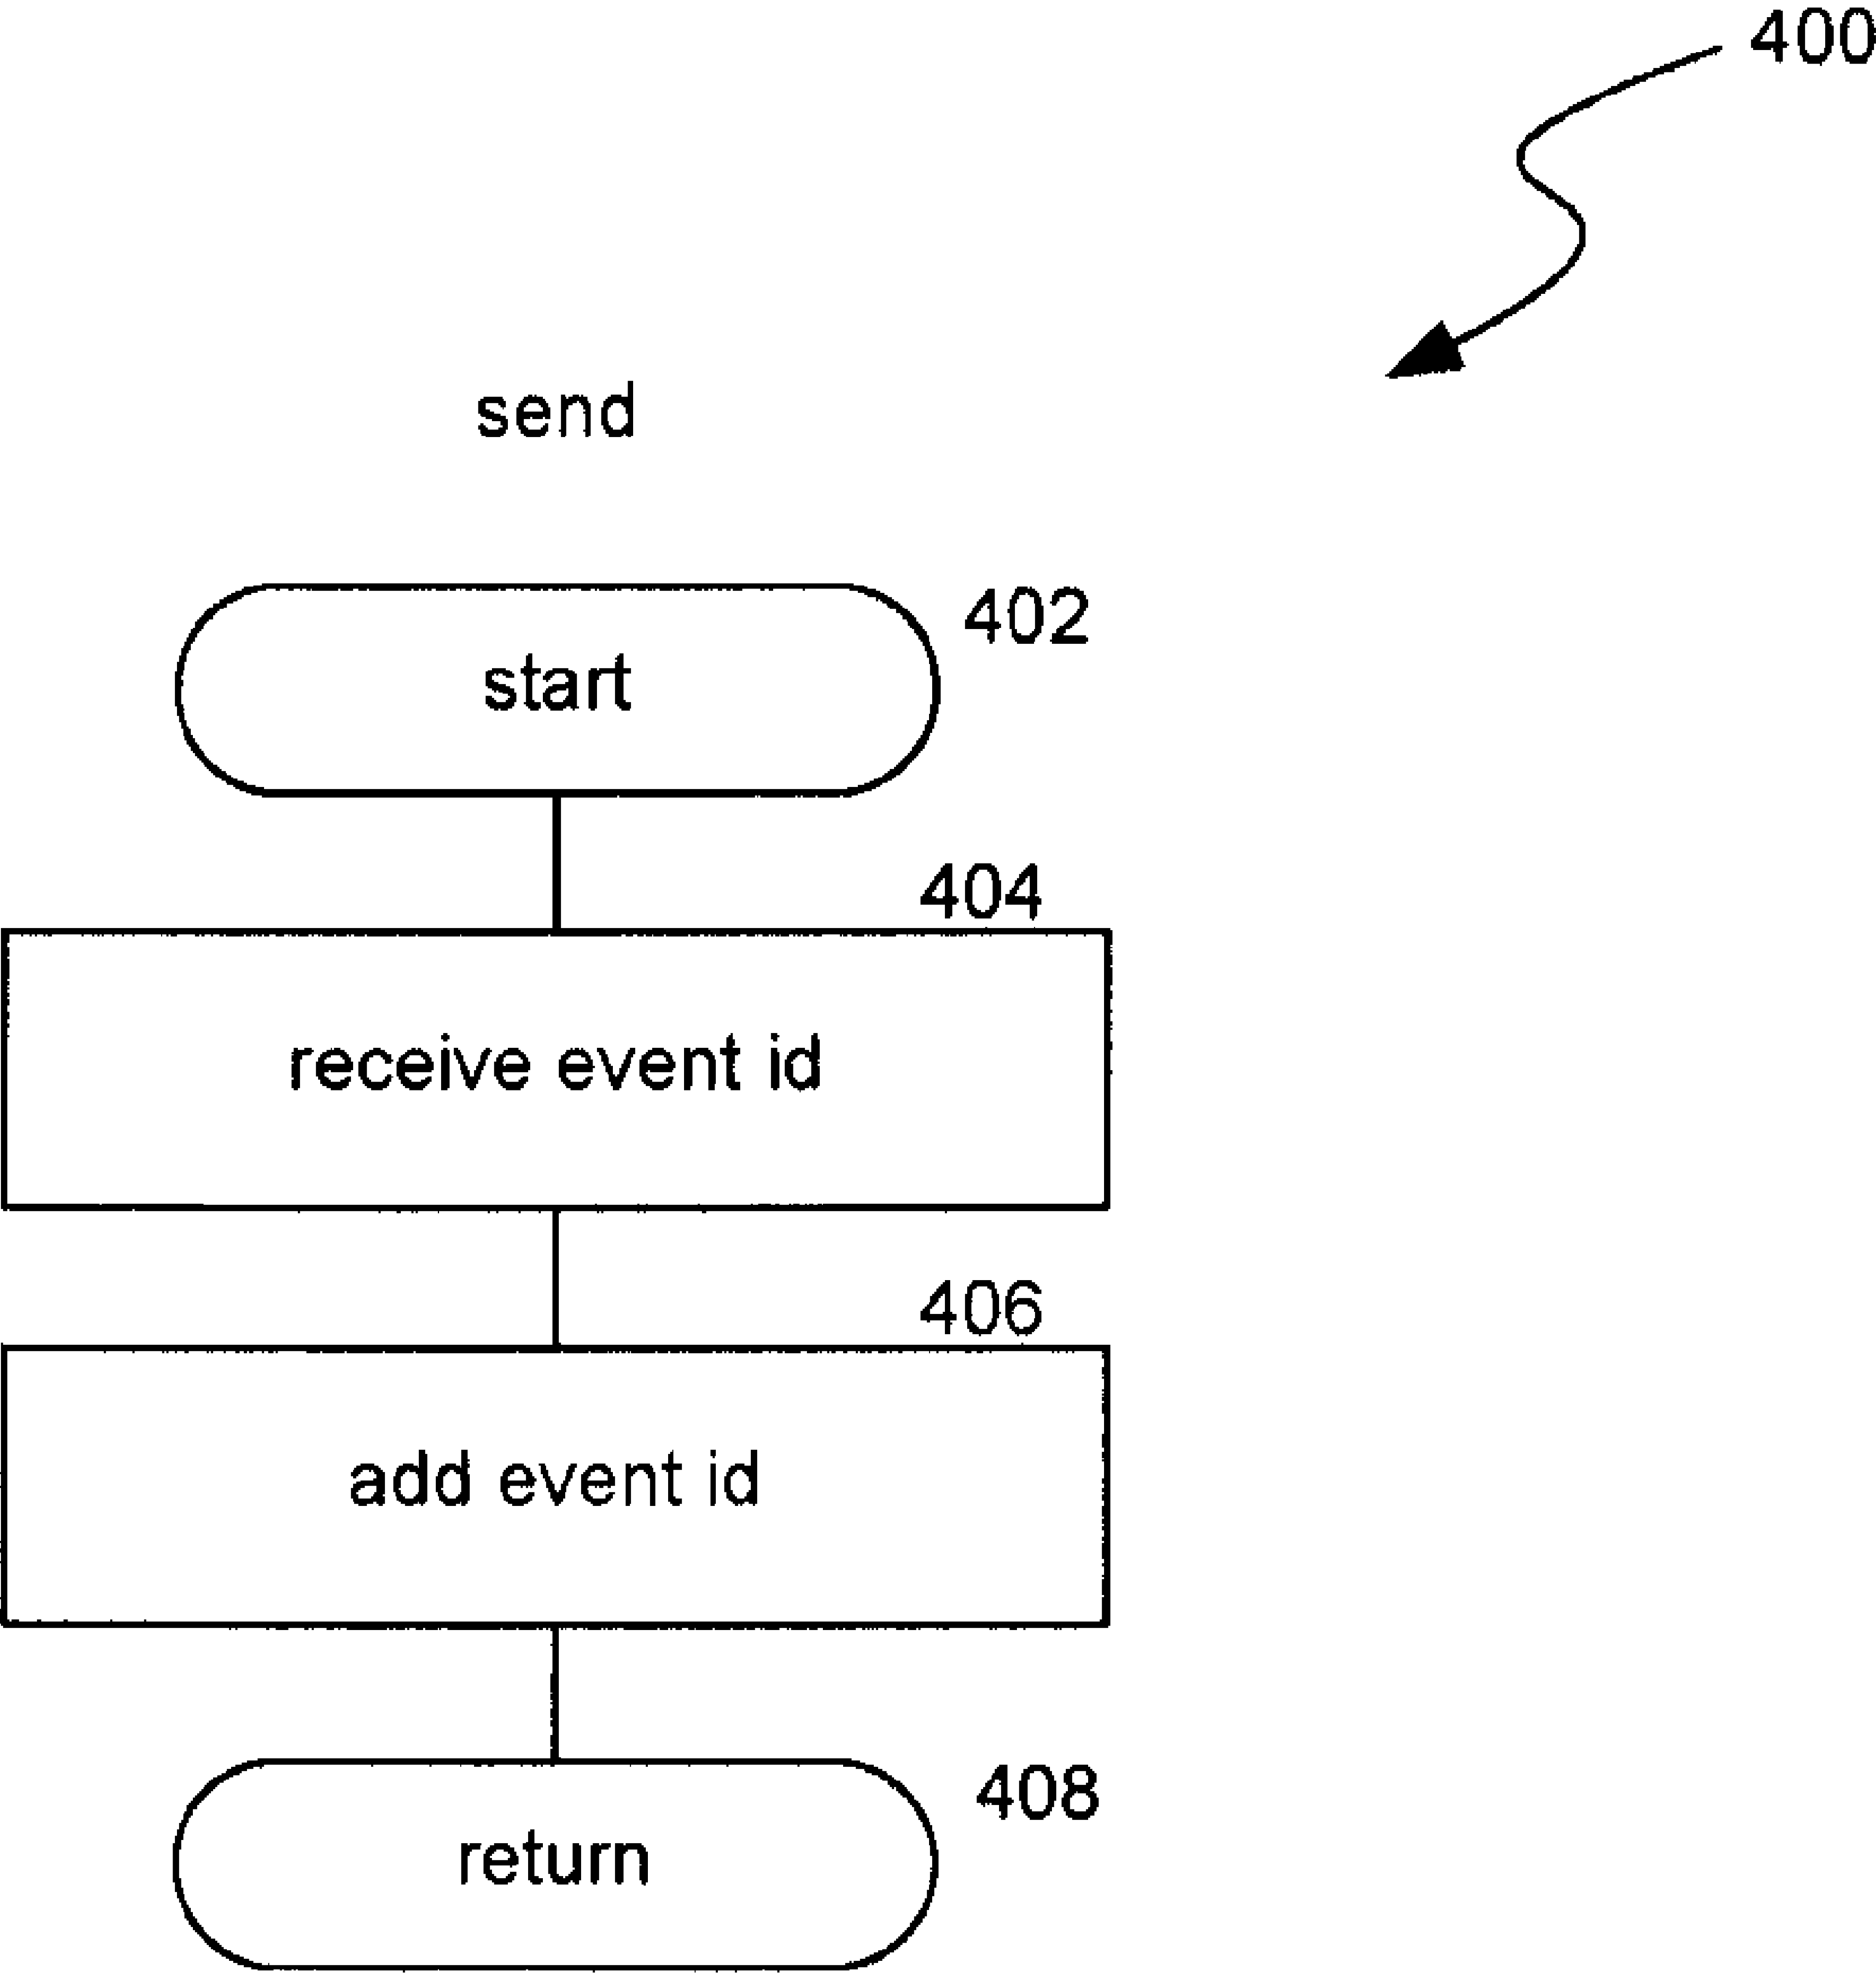 400
send
402
start
404
receive event id
406
add event id
408
return